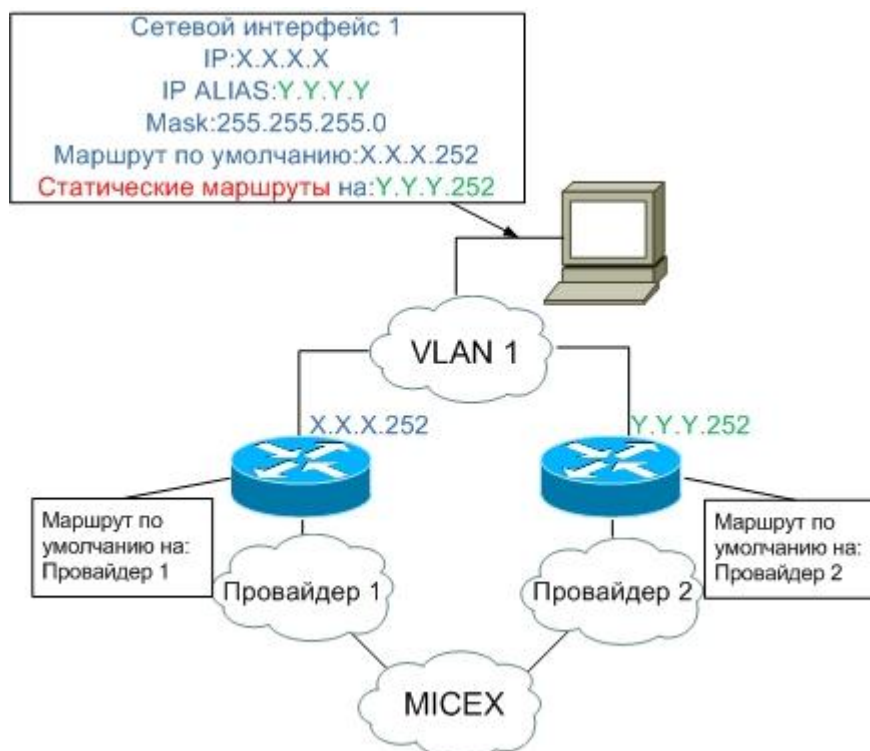 Сетевой интерфейс 1
IP:X.X.X.X
IP ALIAS:Y.Y.Y.Y
Mask:255.255.255.0
Маршрут по умолчанию:X.X.X.252
Статические маршруты на:Y.Y.Y.252
VLAN 1
X.X.X.252
Y.Y.Y.252
Маршрут по
умолчанию на:
Провайдер 1
Маршрут по
умолчанию на:
Провайдер 2
Провайдер 1
Провайдер 2
MICEX